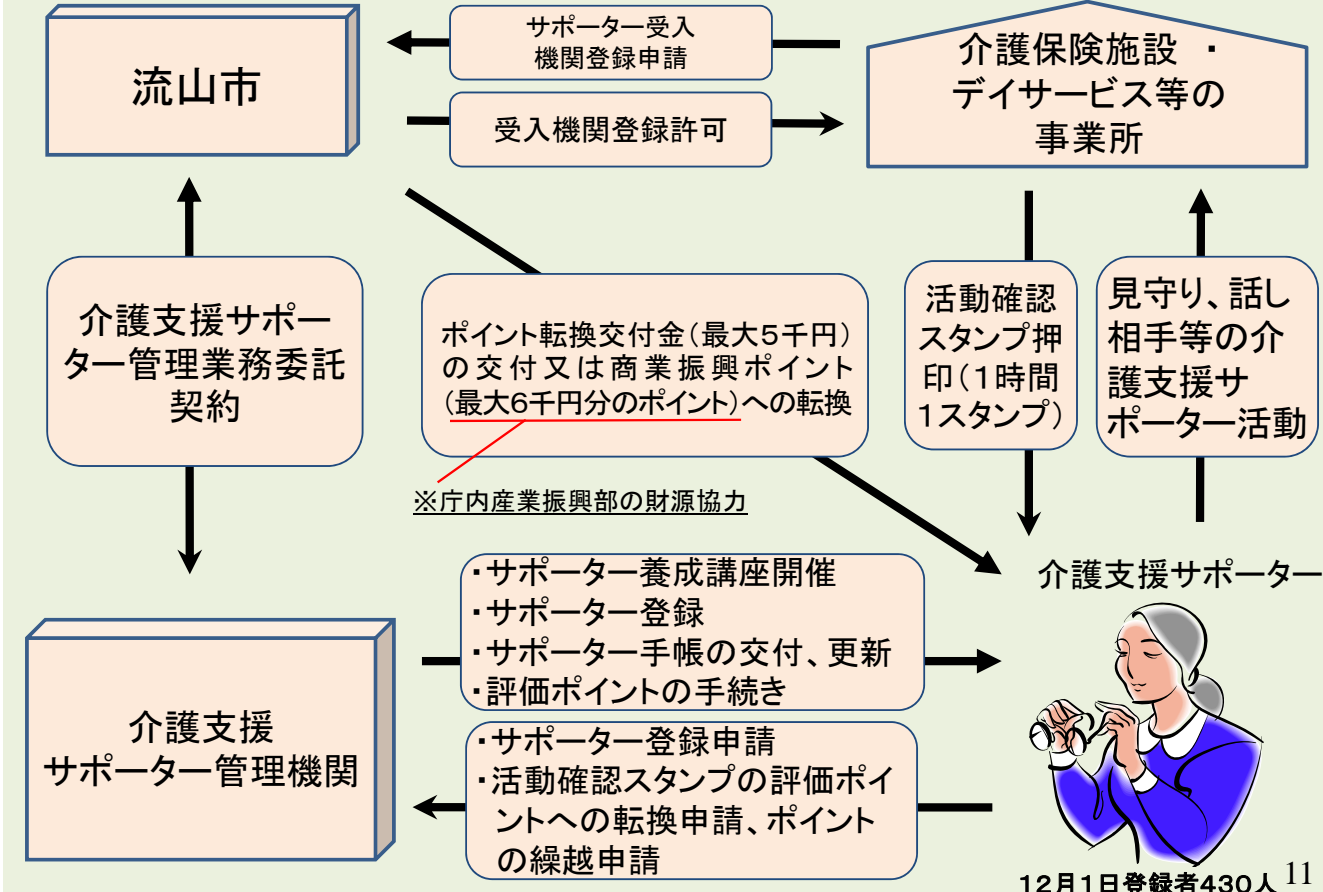 流山市
サポーター受入
機関登録申請
受入機関登録許可
介護保険施設 ・
デイサービス等の
事業所
介護支援サポー
ター管理業務委託
契約
ポイント転換交付金(最大5千円)
の交付又は商業振興ポイント
(最大6千円分のポイント)への転換
※庁内産業振興部の財源協力
活動確認
スタンプ押
印(1時間
1スタンプ)
見守り、話し
相手等の介
護支援サ
ポーター活動
介護支援
サポーター管理機関
・サポーター養成講座開催
・サポーター登録
・サポーター手帳の交付、更新
・評価ポイントの手続き
・サポーター登録申請
・活動確認スタンプの評価ポイ
ントへの転換申請、ポイント
の繰越申請
介護支援サポーター
12月1日登録者430人
11